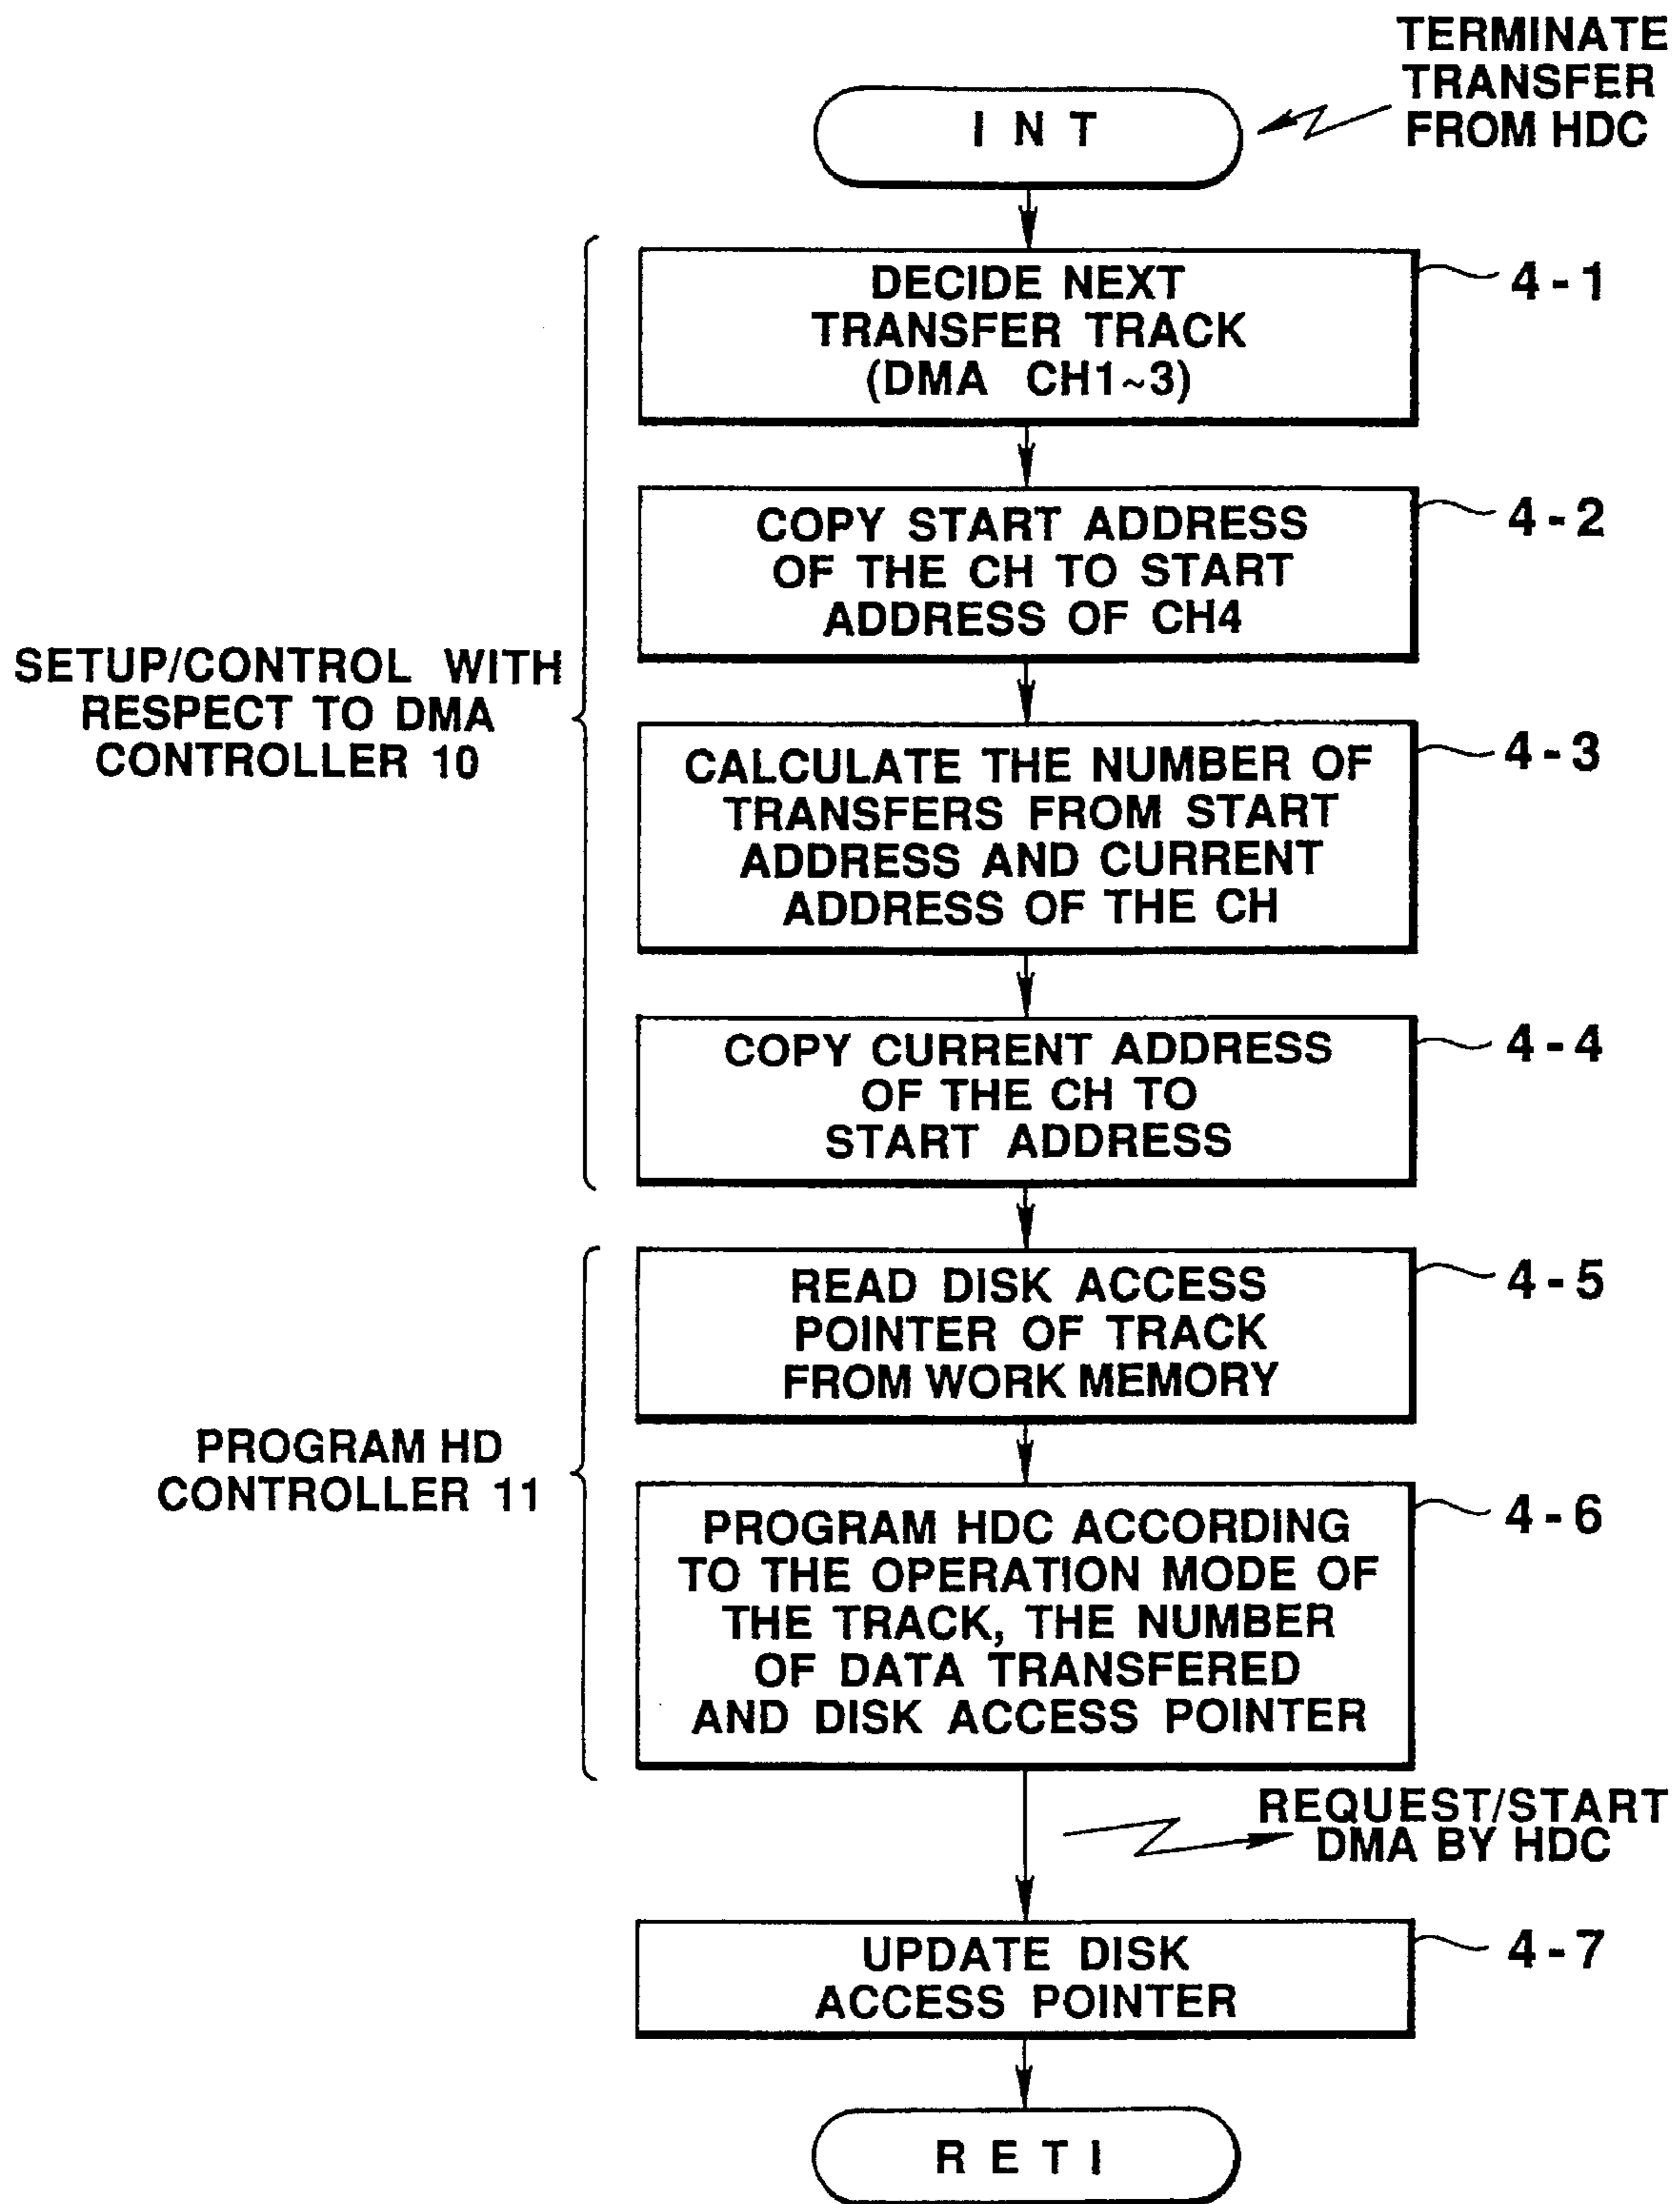 TERMINATE
TRANSFER
FROM HDC
INT
DECIDE NEXT
TRANSFER TRACK
(DMA CH1~3)
4-1
COPY START ADDRESS
OF THE CH TO START
ADDRESS OF CH4
4-2
SETUP/CONTROL WITH
RESPECT TO DMA
CONTROLLER 10
CALCULATE THE NUMBER OF
TRANSFERS FROM START
ADDRESS AND CURRENT
ADDRESS OF THE CH
4-3
COPY CURRENT ADDRESS
OF THE CH TO
START ADDRESS
4-4
READ DISK ACCESS
POINTER OF TRACK
FROM WORK MEMORY
4-5
PROGRAM HD
CONTROLLER 11
PROGRAM HDC ACCORDING
TO THE OPERATION MODE OF
THE TRACK, THE NUMBER
OF DATA TRANSFERED
AND DISK ACCESS POINTER
4-6
REQUEST/START
DMA BY HDC
UPDATE DISK
ACCESS POINTER
4-7
RETI